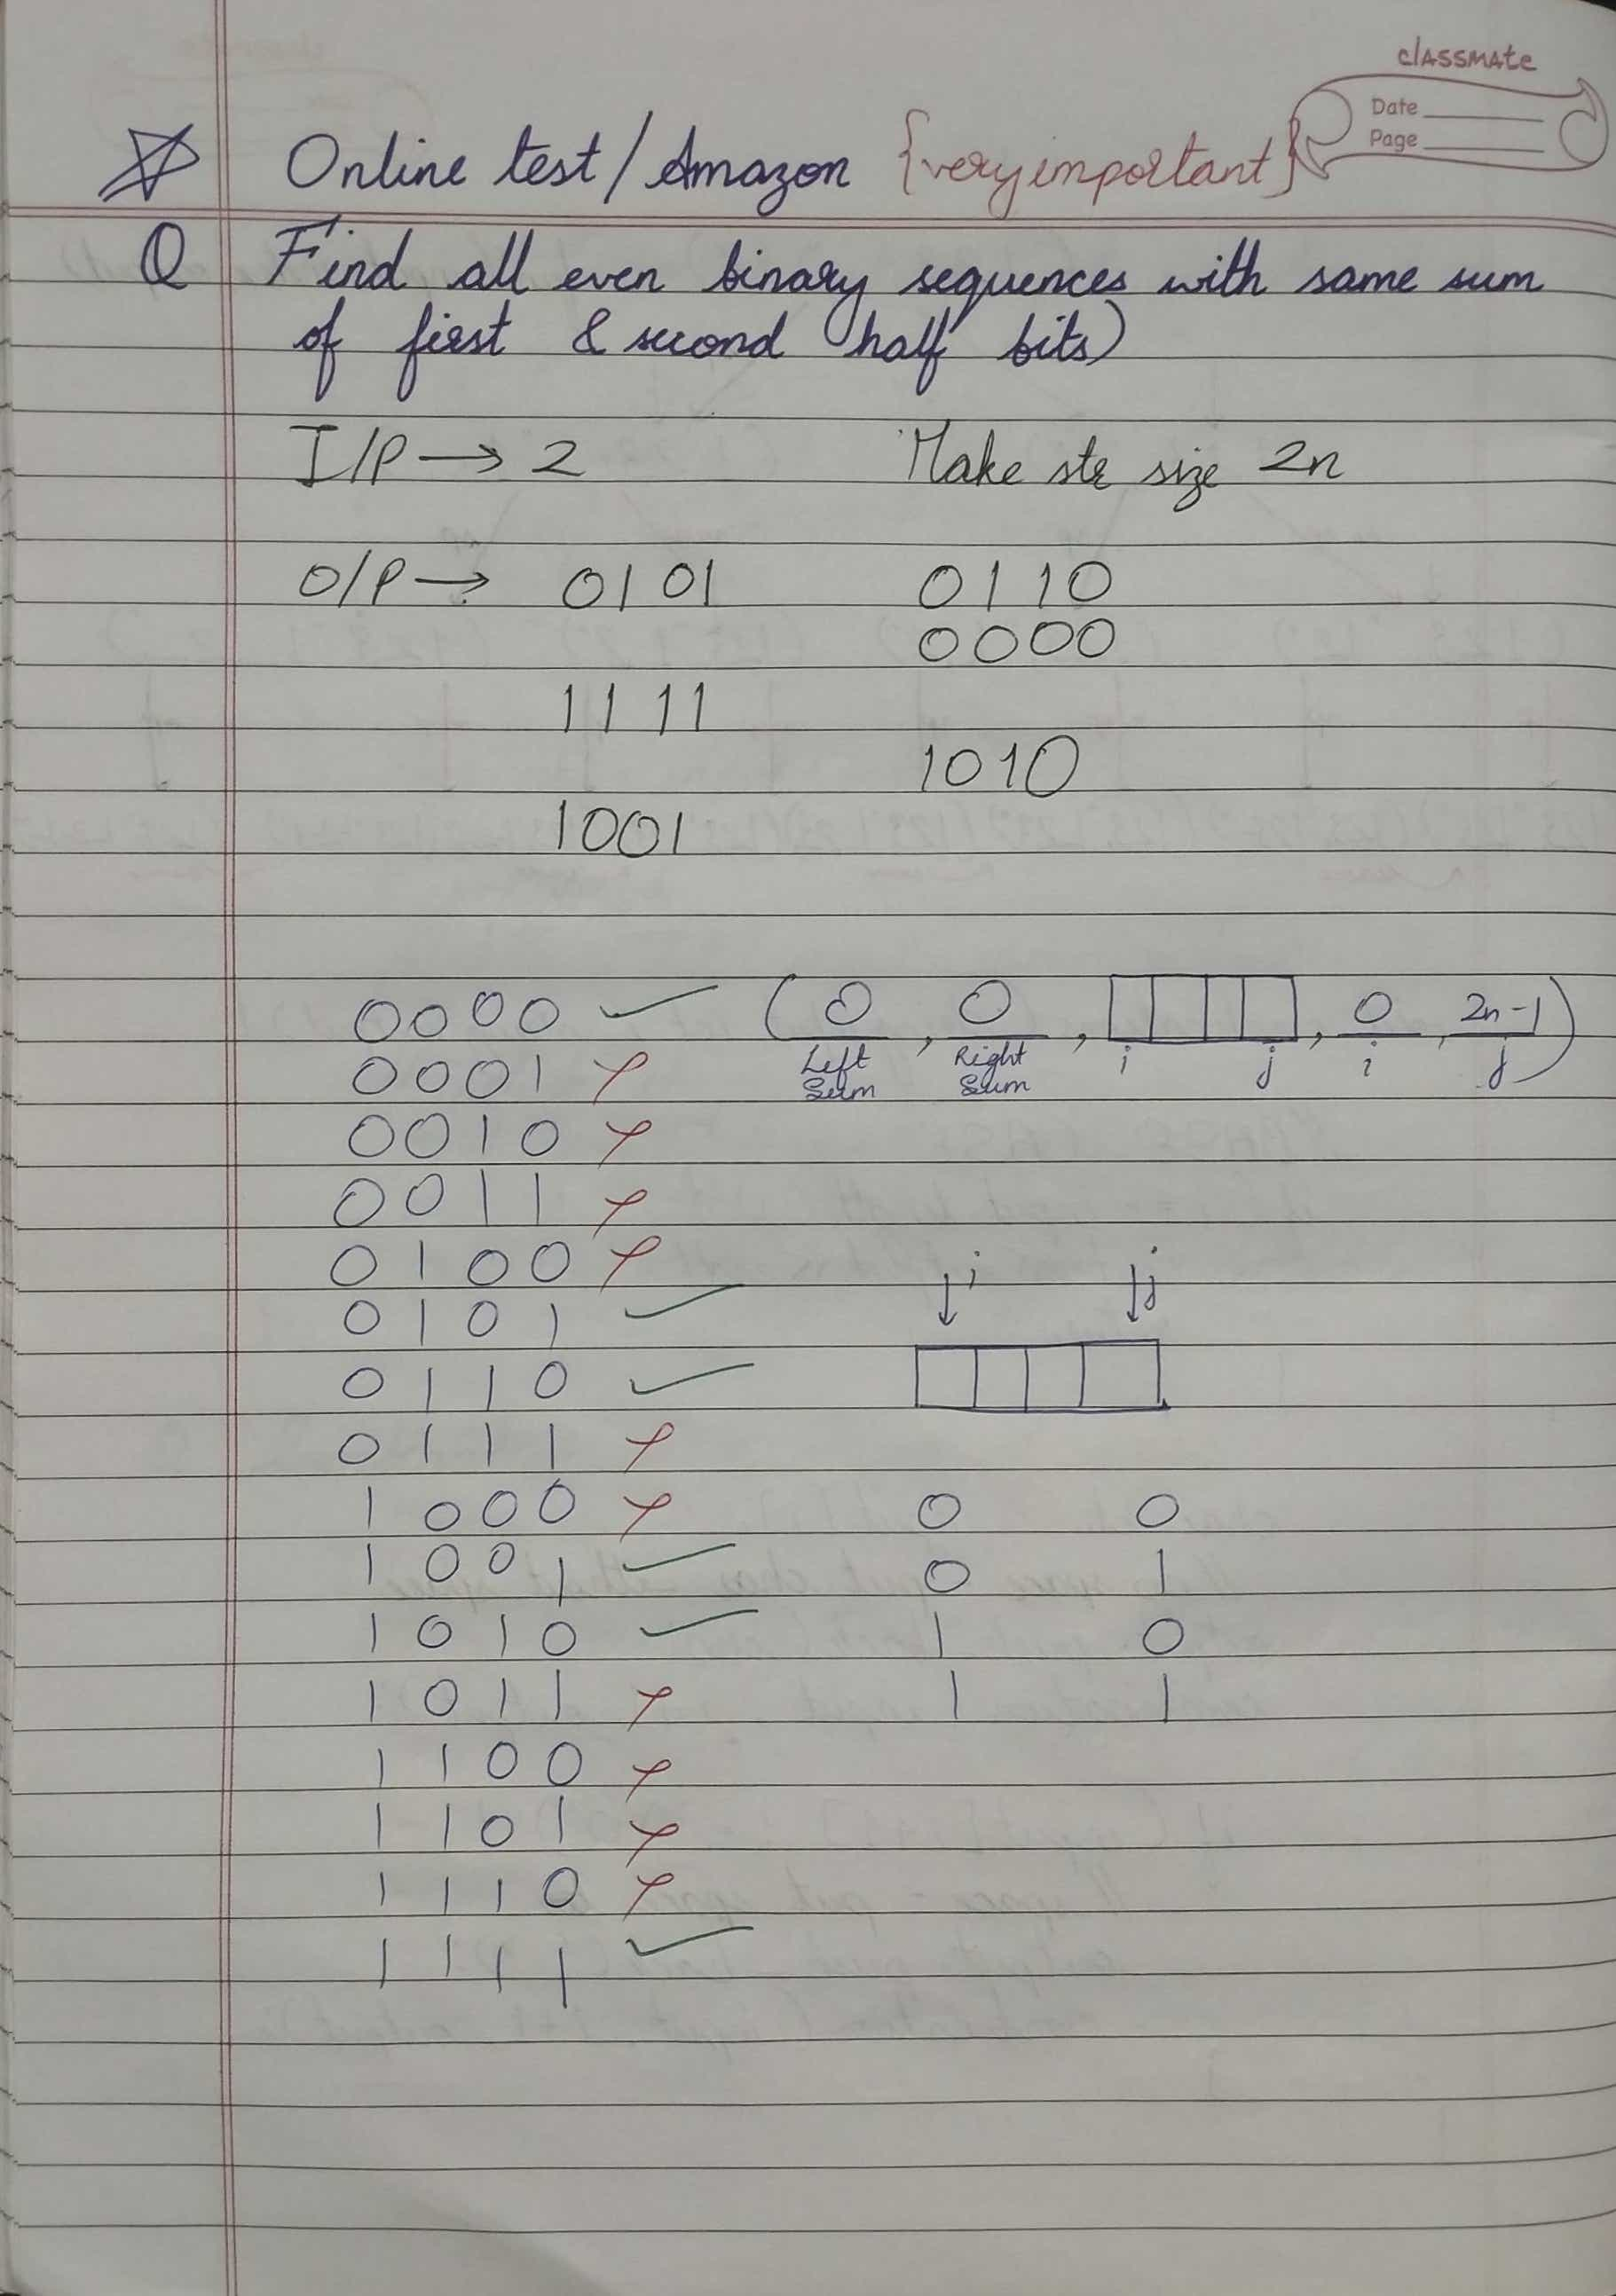 classmate
Date
Page
☆ Online test / Amazon {very important}
Q Find all even binary sequences with same sum
of first & second half bits)
I/P → 2 Make str size 2n
O/P → 0101 0110
0000
1111
1010
1001
0000 ✓ ( 0 , 0 , , 0 , 2n-1 )
Left Sum Right Sum i j i j
0001 ✗
0010 ✗
0011 ✗
0100 ✗ ↓i ↓j
0101 ✓
0110 ✓
0111 ✗
1000 ✗ 0 0
1001 ✓ 0 1
1010 ✓ 1 0
1011 ✗ 1 1
1100 ✗
1101 ✗
1110 ✗
1111 ✓